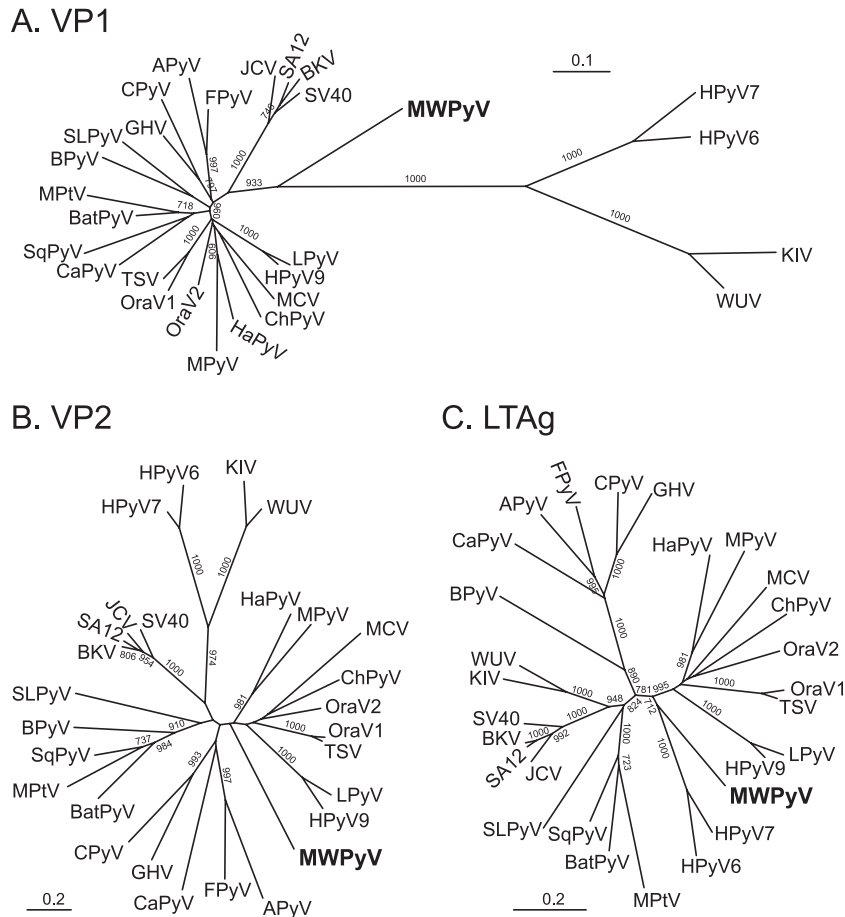 A. VP1
APyV
CPyV
FPyV
GHV
SLPyV
BPyV
MPtV
BatPyV
SqPyV
CaPyV
TSV
OraV1
OraV2
MPyV
HaPyV
ChPyV
MCV
HPyV9
LPyV
JCV
SA12
BKV
SV40
MWPyV
0.1
HPyV7
HPyV6
KIV
WUV
746
1000
997
797
933
1000
718
960
1000
606
1000
1000
1000
B. VP2
HPyV6
KIV
HPyV7
WUV
1000
1000
974
JCV
SV40
SA12
BKV
806
954
1000
HaPyV
MPyV
MCV
981
ChPyV
OraV2
OraV1
TSV
1000
1000
LPyV
HPyV9
MWPyV
SLPyV
BPyV
910
SqPyV
737
984
MPtV
BatPyV
993
997
CPyV
GHV
CaPyV
FPyV
APyV
0.2
C. LTAg
FPyV
CPyV
GHV
APyV
CaPyV
995
1000
1000
BPyV
890
HaPyV
MPyV
MCV
ChPyV
981
OraV2
OraV1
TSV
1000
781
995
1000
LPyV
HPyV9
WUV
KIV
1000
948
824
712
SV40
BKV
SA12
JCV
1000
1000
992
1000
723
1000
MWPyV
SLPyV
SqPyV
BatPyV
MPtV
HPyV7
HPyV6
0.2